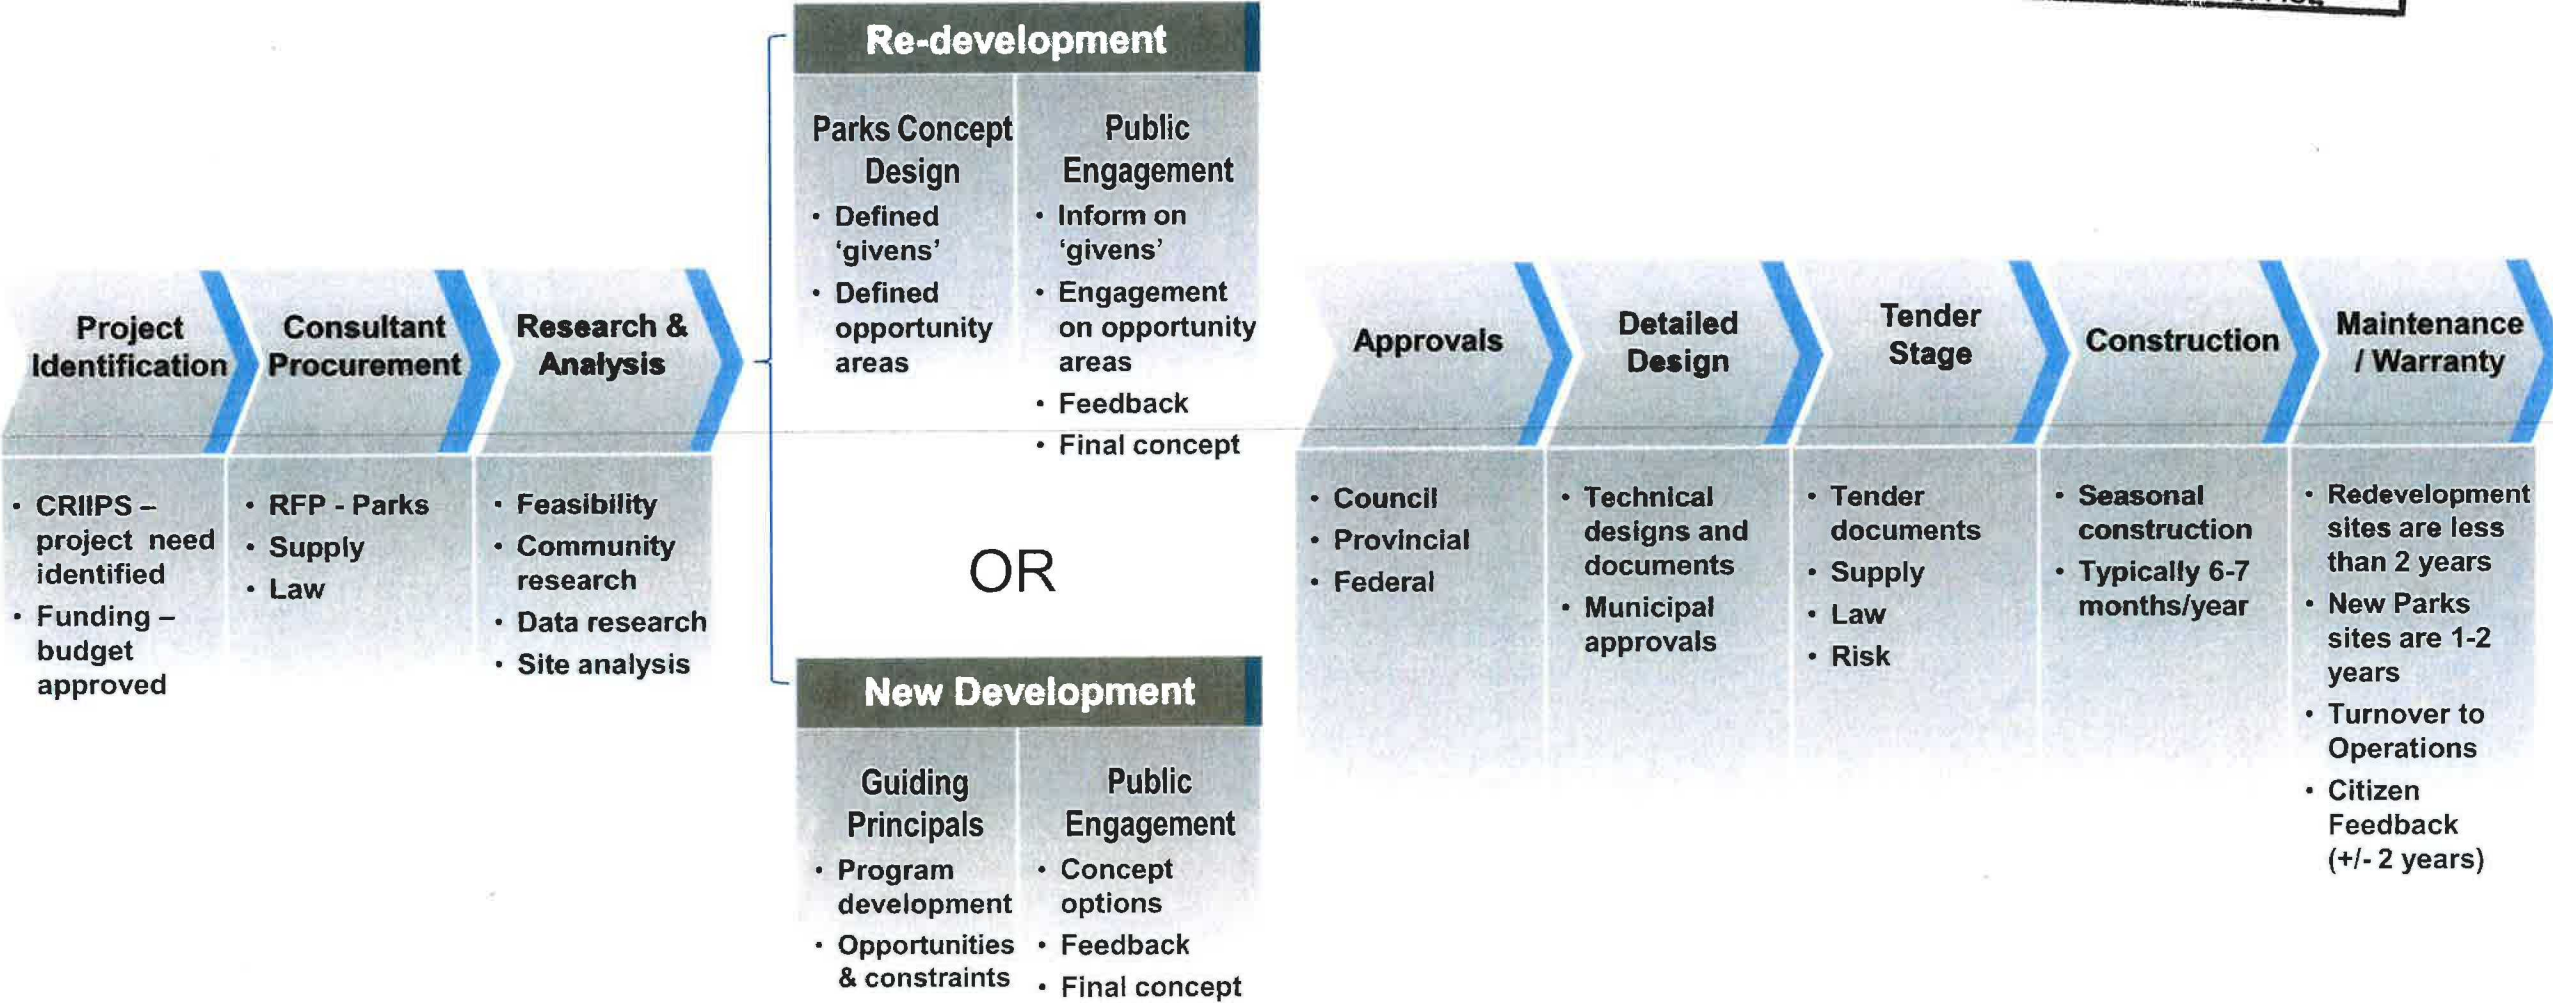 Project
Identification
• CRIIPS –
project need
identified
• Funding –
budget
approved
Consultant
Procurement
• RFP - Parks
• Supply
• Law
Research &
Analysis
• Feasibility
• Community
research
• Data research
• Site analysis
Re-development
Parks Concept
Design
• Defined
‘givens’
• Defined
opportunity
areas
Public
Engagement
• Inform on
‘givens’
• Engagement
on opportunity
areas
• Feedback
• Final concept
OR
New Development
Guiding
Principals
• Program
development
• Opportunities
& constraints
Public
Engagement
• Concept
options
• Feedback
• Final concept
Approvals
• Council
• Provincial
• Federal
Detailed
Design
• Technical
designs and
documents
• Municipal
approvals
Tender
Stage
• Tender
documents
• Supply
• Law
• Risk
Construction
• Seasonal
construction
• Typically 6-7
months/year
Maintenance
/ Warranty
• Redevelopment
sites are less
than 2 years
• New Parks
sites are 1-2
years
• Turnover to
Operations
• Citizen
Feedback
(+/- 2 years)